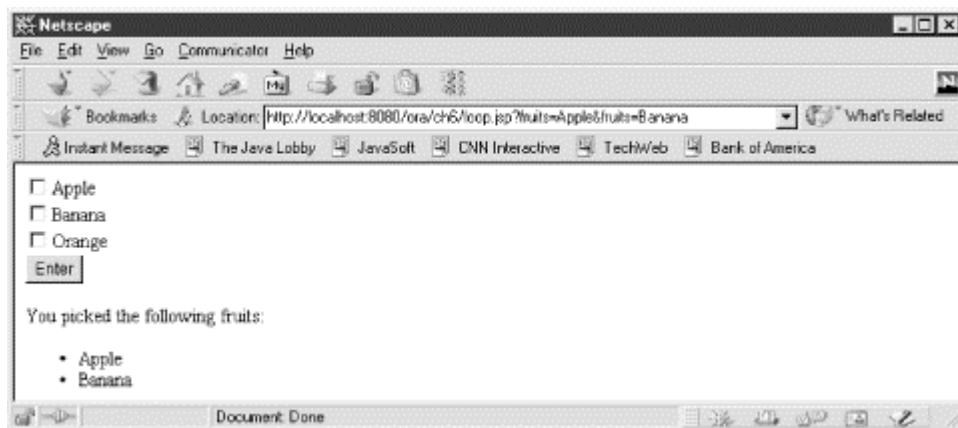 Netscape
File Edit View Go Communicator Help
Bookmarks Location: http://localhost:8080/ora/ch6/loop.jsp?fruits=Apple&fruits=Banana What's Related
Instant Message The Java Lobby JavaSoft CNN Interactive TechWeb Bank of America
Apple
Banana
Orange
Enter
You picked the following fruits:
• Apple
• Banana
Document: Done